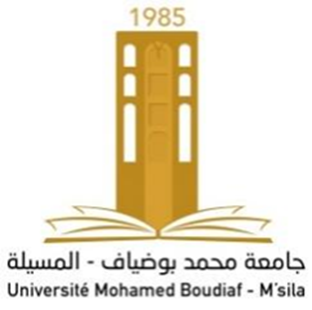 1985
جامعة محمد بوضياف - المسيلة
Université Mohamed Boudiaf - M'sila